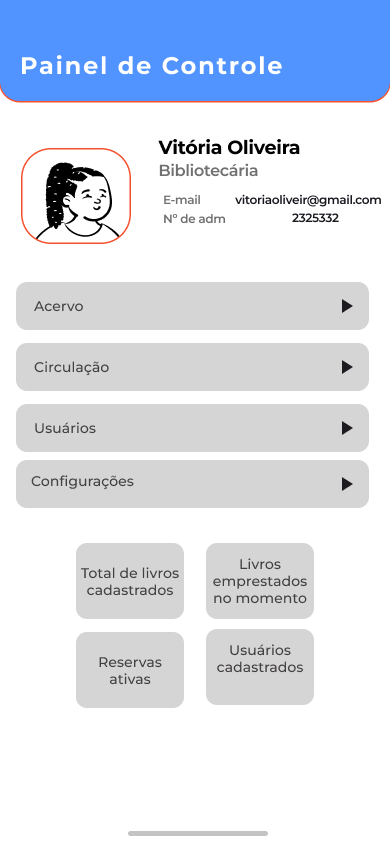 Painel de Controle
Vitória Oliveira
Bibliotecária
E-mail vitoriaoliveir@gmail.com
Nº de adm 2325332
Acervo
Circulação
Usuários
Configurações
Total de livros
cadastrados
Livros
emprestados
no momento
Reservas
ativas
Usuários
cadastrados